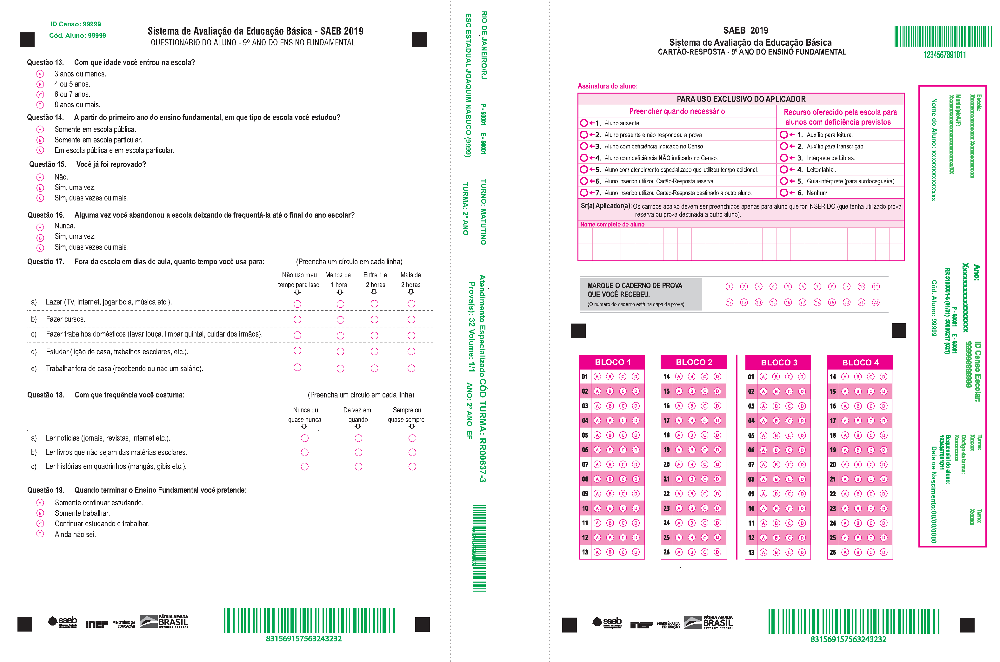 ID Censo: 99999
Cód. Aluno: 99999
Sistema de Avaliação da Educação Básica - SAEB 2019
QUESTIONÁRIO DO ALUNO - 9º ANO DO ENSINO FUNDAMENTAL
Questão 13. Com que idade você entrou na escola?
A 3 anos ou menos.
B 4 ou 5 anos.
C 6 ou 7 anos.
D 8 anos ou mais.
Questão 14. A partir do primeiro ano do ensino fundamental, em que tipo de escola você estudou?
A Somente em escola pública.
B Somente em escola particular.
C Em escola pública e em escola particular.
Questão 15. Você já foi reprovado?
A Não.
B Sim, uma vez.
C Sim, duas vezes ou mais.
Questão 16. Alguma vez você abandonou a escola deixando de frequentá-la até o final do ano escolar?
A Nunca.
B Sim, uma vez.
C Sim, duas vezes ou mais.
Questão 17. Fora da escola em dias de aula, quanto tempo você usa para: (Preencha um círculo em cada linha)
Não uso meu Menos de Entre 1 e Mais de
tempo para isso 1 hora 2 horas 2 horas
a) Lazer (TV, internet, jogar bola, música etc.).
b) Fazer cursos.
c) Fazer trabalhos domésticos (lavar louça, limpar quintal, cuidar dos irmãos).
d) Estudar (lição de casa, trabalhos escolares, etc.).
e) Trabalhar fora de casa (recebendo ou não um salário).
Questão 18. Com que frequência você costuma: (Preencha um círculo em cada linha)
Nunca ou De vez em Sempre ou
quase nunca quando quase sempre
a) Ler notícias (jornais, revistas, internet etc.).
b) Ler livros que não sejam das matérias escolares.
c) Ler histórias em quadrinhos (mangás, gibis etc.).
Questão 19. Quando terminar o Ensino Fundamental você pretende:
A Somente continuar estudando.
B Somente trabalhar.
C Continuar estudando e trabalhar.
D Ainda não sei.
saeb
inep
MINISTÉRIO DA
EDUCAÇÃO
PÁTRIA AMADA
BRASIL
GOVERNO FEDERAL
831569157563243232
RIO DE JANEIRO/RJ P - 50001 E - 50001 TURNO: MATUTINO Atendimento Especializado CÓD TURMA: RR00637-3
ESC ESTADUAL JOAQUIM NABUCO (9999) TURMA: 2º ANO Prova(s): 32 Volume: 1/1 ANO: 2º ANO EF
SAEB 2019
Sistema de Avaliação da Educação Básica
CARTÃO-RESPOSTA - 9º ANO DO ENSINO FUNDAMENTAL
1234567891011
Assinatura do aluno:
PARA USO EXCLUSIVO DO APLICADOR
Preencher quando necessário
1. Aluno ausente.
2. Aluno presente e não respondeu a prova.
3. Aluno com deficiência indicado no Censo.
4. Aluno com deficiência NÃO indicado no Censo.
5. Aluno com atendimento especializado que utilizou tempo adicional.
6. Aluno inserido utilizou Cartão-Resposta reserva.
7. Aluno inserido utilizou Cartão-Resposta destinado a outro aluno.
Recurso oferecido pela escola para
alunos com deficiência previstos
1. Auxílio para leitura.
2. Auxílio para transcrição.
3. Intérprete de Libras.
4. Leitor labial.
5. Guia-intérprete (para surdocegueira).
6. Nenhum.
Sr(a) Aplicador(a): Os campos abaixo devem ser preenchidos apenas para aluno que for INSERIDO (que tenha utilizado prova
reserva ou prova destinada a outro aluno).
Nome completo do aluno
MARQUE O CADERNO DE PROVA
QUE VOCÊ RECEBEU.
(O número do caderno está na capa da prova)
1 2 3 4 5 6 7 8 9 10 11
12 13 14 15 16 17 18 19 20 21 22
BLOCO 1 BLOCO 2 BLOCO 3 BLOCO 4
01 A B C D 14 A B C D 01 A B C D 14 A B C D
02 A B C D 15 A B C D 02 A B C D 15 A B C D
03 A B C D 16 A B C D 03 A B C D 16 A B C D
04 A B C D 17 A B C D 04 A B C D 17 A B C D
05 A B C D 18 A B C D 05 A B C D 18 A B C D
06 A B C D 19 A B C D 06 A B C D 19 A B C D
07 A B C D 20 A B C D 07 A B C D 20 A B C D
08 A B C D 21 A B C D 08 A B C D 21 A B C D
09 A B C D 22 A B C D 09 A B C D 22 A B C D
10 A B C D 23 A B C D 10 A B C D 23 A B C D
11 A B C D 24 A B C D 11 A B C D 24 A B C D
12 A B C D 25 A B C D 12 A B C D 25 A B C D
13 A B C D 26 A B C D 13 A B C D 26 A B C D
Escola: Ano: ID Censo Escolar: Turma: Turno:
99999999999
Município/UF:
Código da turma:
P - 50001 E - 50001
RR 5100001-6 (01/01) 50000217 (021)
Sequencial do aluno:
1234567891011
Nome do Aluno: Cód. Aluno: 99999 Data de Nascimento:00/00/0000
saeb
inep
MINISTÉRIO DA
EDUCAÇÃO
PÁTRIA AMADA
BRASIL
GOVERNO FEDERAL
831569157563243232